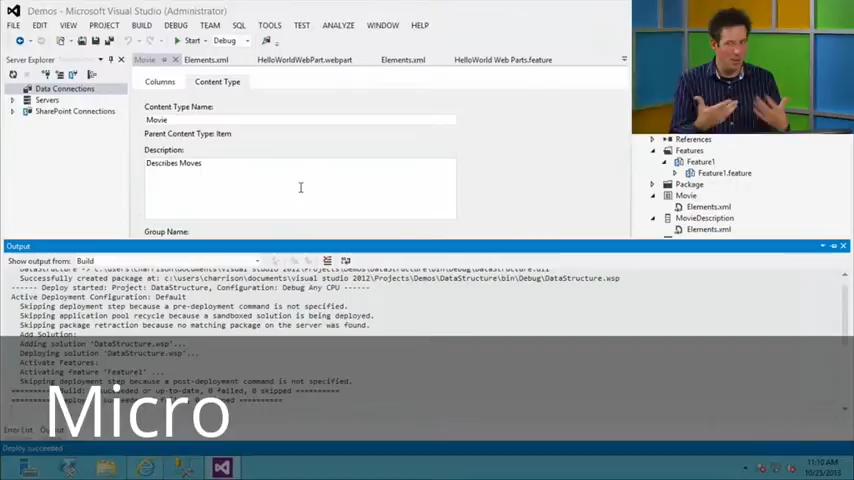 Demos - Microsoft Visual Studio (Administrator)
FILE EDIT VIEW PROJECT BUILD DEBUG TEAM SQL TOOLS TEST ANALYZE WINDOW HELP
Start Debug
Server Explorer
Movie Elements.xml HelloWorldWebPart.webpart Elements.xml HelloWorld Web Parts.feature
Data Connections
Servers
SharePoint Connections
Columns Content Type
Content Type Name:
Movie
Parent Content Type: Item
Description:
Describes Moves
Group Name:
References
Features
Feature1
Feature1.feature
Package
Movie
Elements.xml
MovieDescription
Elements.xml
Output
Show output from: Build
Successfully created package at: c:\users\charrison\documents\visual studio 2012\Projects\Demos\DataStructure\bin\Debug\DataStructure.wsp
------ Deploy started: Project: DataStructure, Configuration: Debug Any CPU ------
Active Deployment Configuration: Default
Skipping deployment step because a pre-deployment command is not specified.
Skipping application pool recycle because a sandboxed solution is being deployed.
Skipping package retraction because no matching package on the server was found.
Add Solution:
Adding solution 'DataStructure.wsp'...
Deploying solution 'DataStructure.wsp'...
Activate Features:
Activating feature 'Feature1' ...
Skipping deployment step because a post-deployment command is not specified.
Micro
Error List Output
Deploy succeeded
11:10 AM
10/25/2013